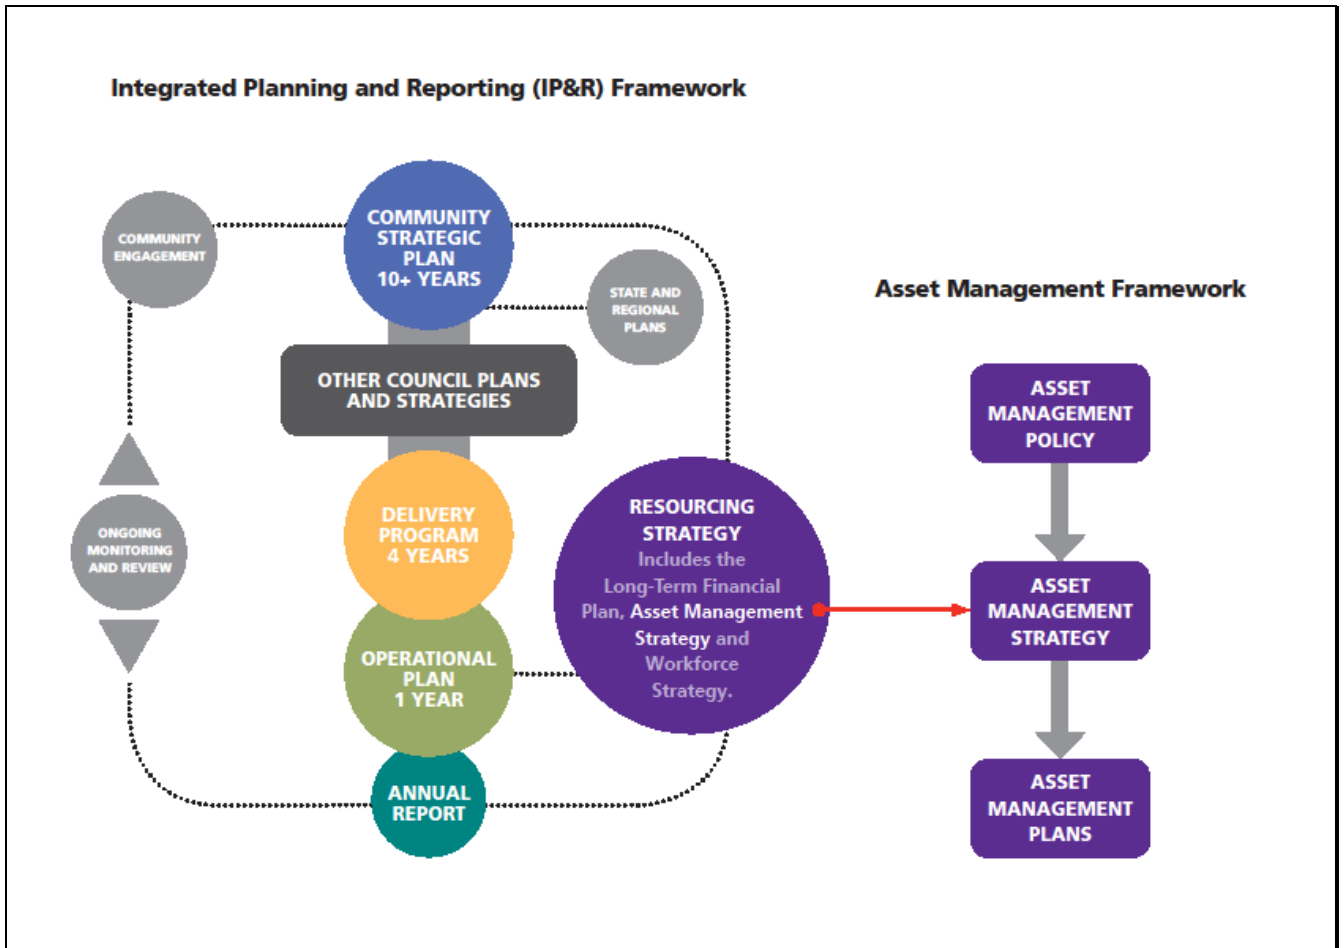 Integrated Planning and Reporting (IP&R) Framework
COMMUNITY
STRATEGIC
PLAN
10+ YEARS
COMMUNITY
ENGAGEMENT
STATE AND
REGIONAL
PLANS
OTHER COUNCIL PLANS
AND STRATEGIES
DELIVERY
PROGRAM
4 YEARS
ONGOING
MONITORING
AND REVIEW
RESOURCING
STRATEGY
Includes the
Long-Term Financial
Plan, Asset Management
Strategy and
Workforce
Strategy.
OPERATIONAL
PLAN
1 YEAR
ANNUAL
REPORT
Asset Management Framework
ASSET
MANAGEMENT
POLICY
ASSET
MANAGEMENT
STRATEGY
ASSET
MANAGEMENT
PLANS